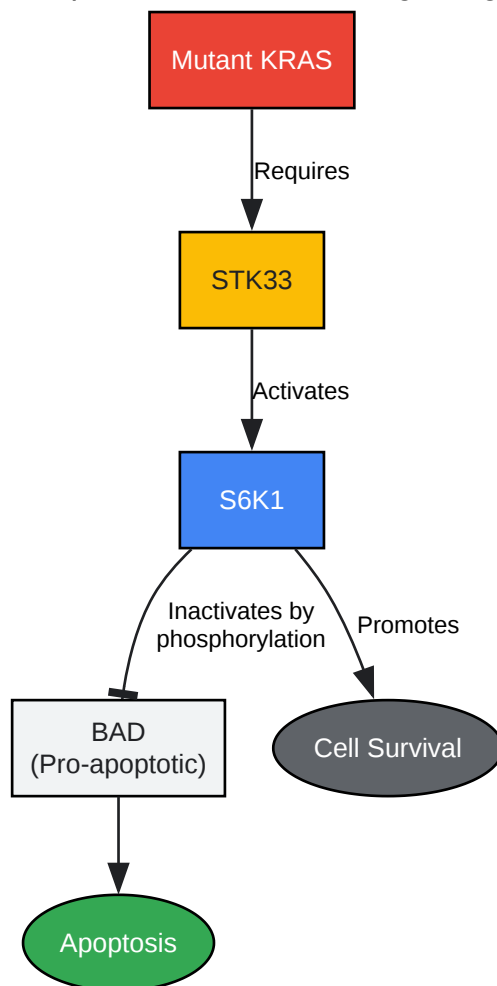 Mutant KRAS
Requires
STK33
Activates
S6K1
Inactivates by
phosphorylation
Promotes
BAD
(Pro-apoptotic)
Cell Survival
Apoptosis